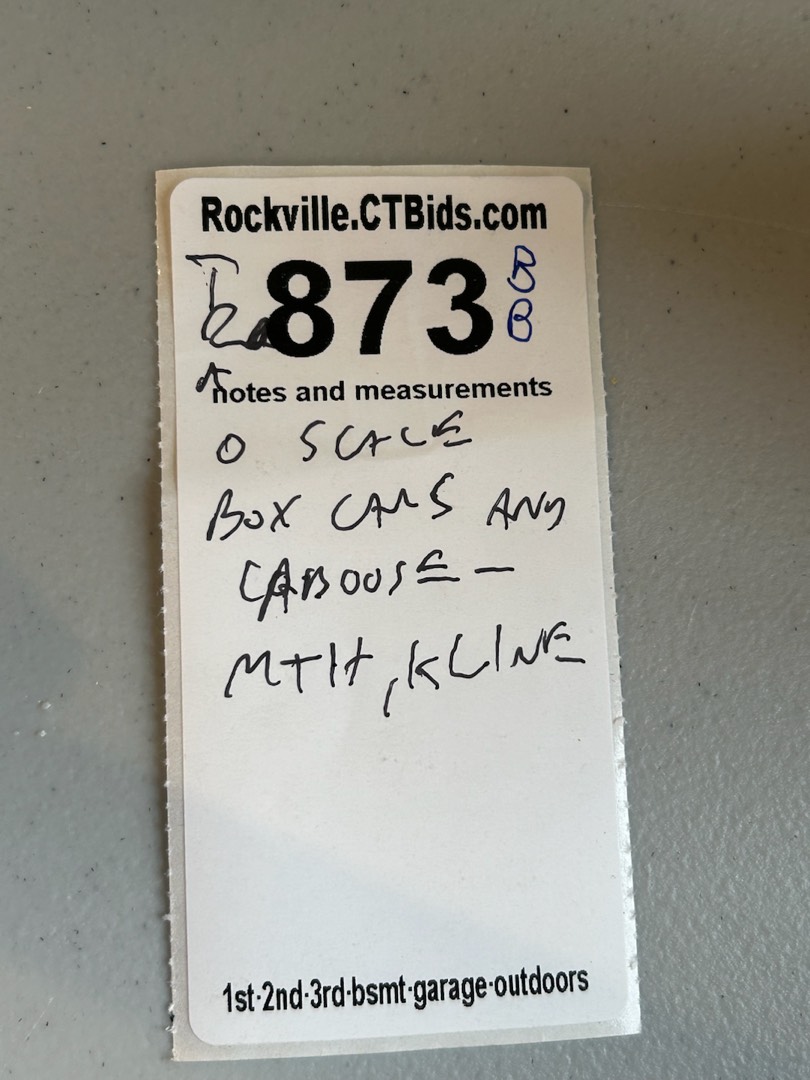 Rockville.CTBids.com
873
BB
notes and measurements
O SCALE
BOX CARS AND
CABOOSE -
MTH, KLINE
1st·2nd·3rd·bsmt·garage·outdoors